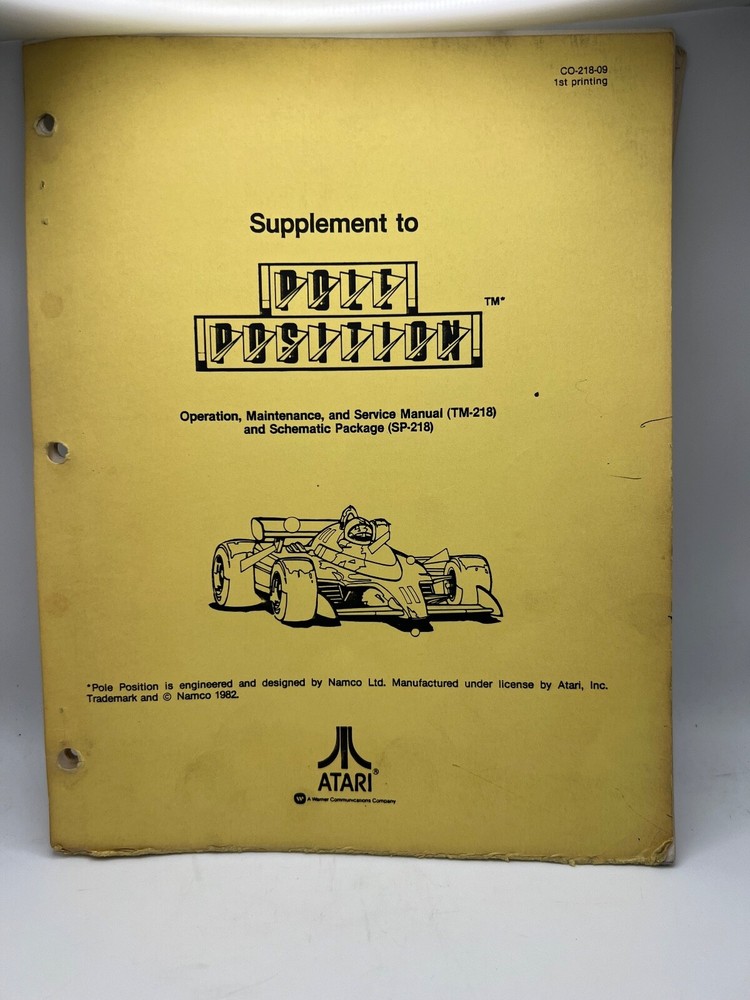 CO-218-09
1st printing
Supplement to
POLE
POSITION ™*
Operation, Maintenance, and Service Manual (TM-218)
and Schematic Package (SP-218)
*Pole Position is engineered and designed by Namco Ltd. Manufactured under license by Atari, Inc.
Trademark and © Namco 1982.
ATARI®
A Warner Communications Company